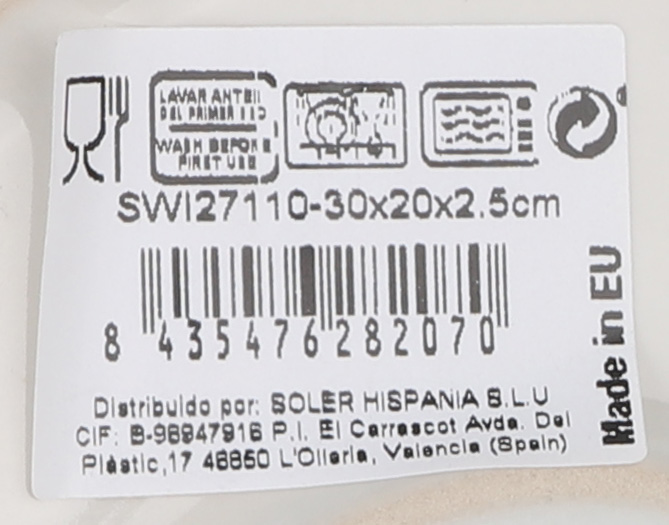 LAVAR ANTES
DEL PRIMER USO
WASH BEFORE
FIRST USE
SWI27110-30x20x2.5cm
8 435476 282070
Made in EU
Distribuido por: SOLER HISPANIA S.L.U
CIF: B-96947916 P.I. El Carrascot Avda. Del
Plàstic,17 46850 L'Olleria, Valencia (Spain)